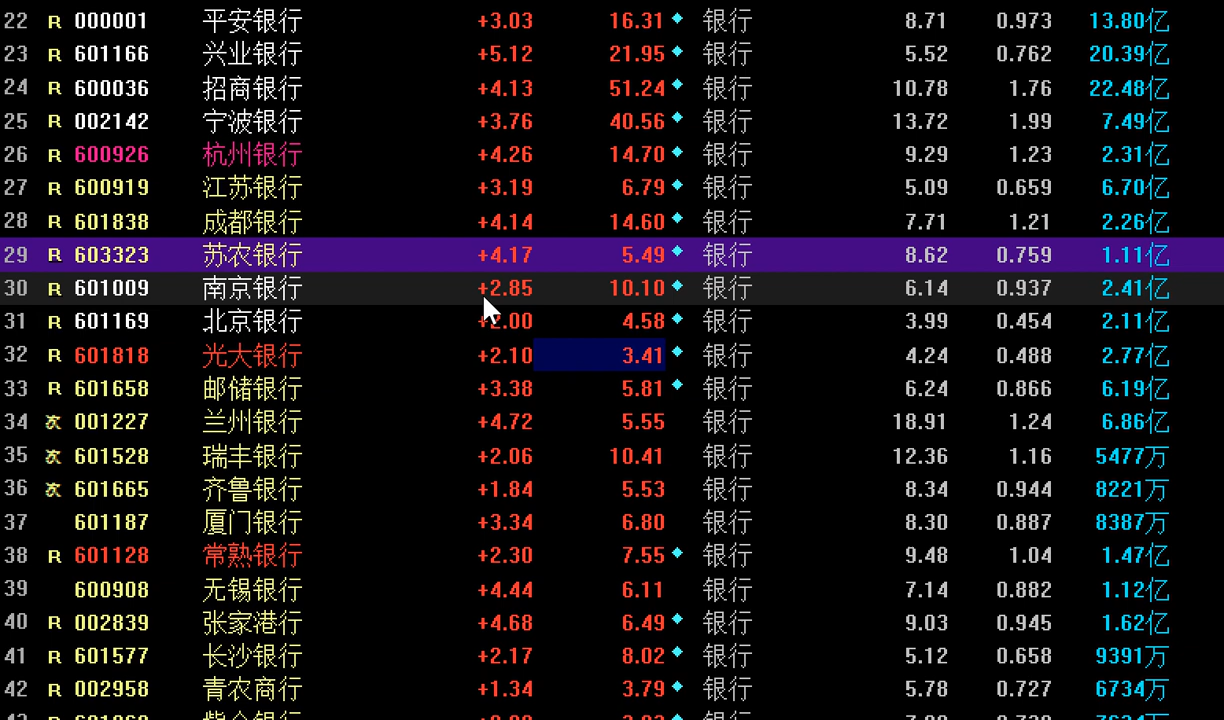 22 R 000001 平安银行 +3.03 16.31 银行 8.71 0.973 13.80亿
23 R 601166 兴业银行 +5.12 21.95 银行 5.52 0.762 20.39亿
24 R 600036 招商银行 +4.13 51.24 银行 10.78 1.76 22.48亿
25 R 002142 宁波银行 +3.76 40.56 银行 13.72 1.99 7.49亿
26 R 600926 杭州银行 +4.26 14.70 银行 9.29 1.23 2.31亿
27 R 600919 江苏银行 +3.19 6.79 银行 5.09 0.659 6.70亿
28 R 601838 成都银行 +4.14 14.60 银行 7.71 1.21 2.26亿
29 R 603323 苏农银行 +4.17 5.49 银行 8.62 0.759 1.11亿
30 R 601009 南京银行 +2.85 10.10 银行 6.14 0.937 2.41亿
31 R 601169 北京银行 +2.00 4.58 银行 3.99 0.454 2.11亿
32 R 601818 光大银行 +2.10 3.41 银行 4.24 0.488 2.77亿
33 R 601658 邮储银行 +3.38 5.81 银行 6.24 0.866 6.19亿
34 次 001227 兰州银行 +4.72 5.55 银行 18.91 1.24 6.86亿
35 次 601528 瑞丰银行 +2.06 10.41 银行 12.36 1.16 5477万
36 次 601665 齐鲁银行 +1.84 5.53 银行 8.34 0.944 8221万
37 601187 厦门银行 +3.34 6.80 银行 8.30 0.887 8387万
38 R 601128 常熟银行 +2.30 7.55 银行 9.48 1.04 1.47亿
39 600908 无锡银行 +4.44 6.11 银行 7.14 0.882 1.12亿
40 R 002839 张家港行 +4.68 6.49 银行 9.03 0.945 1.62亿
41 R 601577 长沙银行 +2.17 8.02 银行 5.12 0.658 9391万
42 R 002958 青农商行 +1.34 3.79 银行 5.78 0.727 6734万